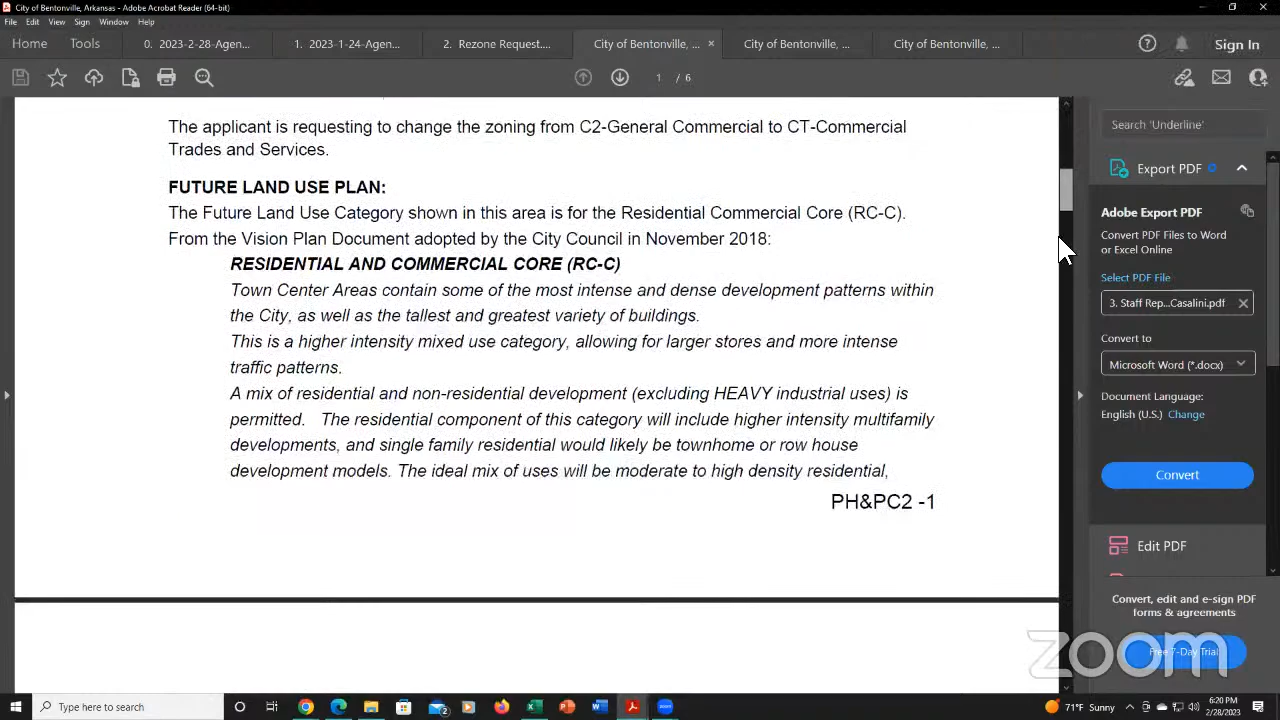 City of Bentonville, Arkansas - Adobe Acrobat Reader (64-bit)
File Edit View Sign Window Help
Home Tools 0. 2023-2-28-Agen... 1. 2023-1-24-Agen... 2. Rezone Request.... City of Bentonville, ... × City of Bentonville, ... City of Bentonville, ... Sign In
1 / 6
The applicant is requesting to change the zoning from C2-General Commercial to CT-Commercial
Trades and Services.
FUTURE LAND USE PLAN:
The Future Land Use Category shown in this area is for the Residential Commercial Core (RC-C).
From the Vision Plan Document adopted by the City Council in November 2018:
RESIDENTIAL AND COMMERCIAL CORE (RC-C)
Town Center Areas contain some of the most intense and dense development patterns within
the City, as well as the tallest and greatest variety of buildings.
This is a higher intensity mixed use category, allowing for larger stores and more intense
traffic patterns.
A mix of residential and non-residential development (excluding HEAVY industrial uses) is
permitted. The residential component of this category will include higher intensity multifamily
developments, and single family residential would likely be townhome or row house
development models. The ideal mix of uses will be moderate to high density residential,
PH&PC2 -1
Search 'Underline'
Export PDF
Adobe Export PDF
Convert PDF Files to Word
or Excel Online
Select PDF File
3. Staff Rep...Casalini.pdf
Convert to
Microsoft Word (*.docx)
Document Language:
English (U.S.) Change
Convert
Edit PDF
Convert, edit and e-sign PDF
forms & agreements
Free 7-Day Trial
zoom
Type here to search
71°F Sunny
6:20 PM
2/28/2023